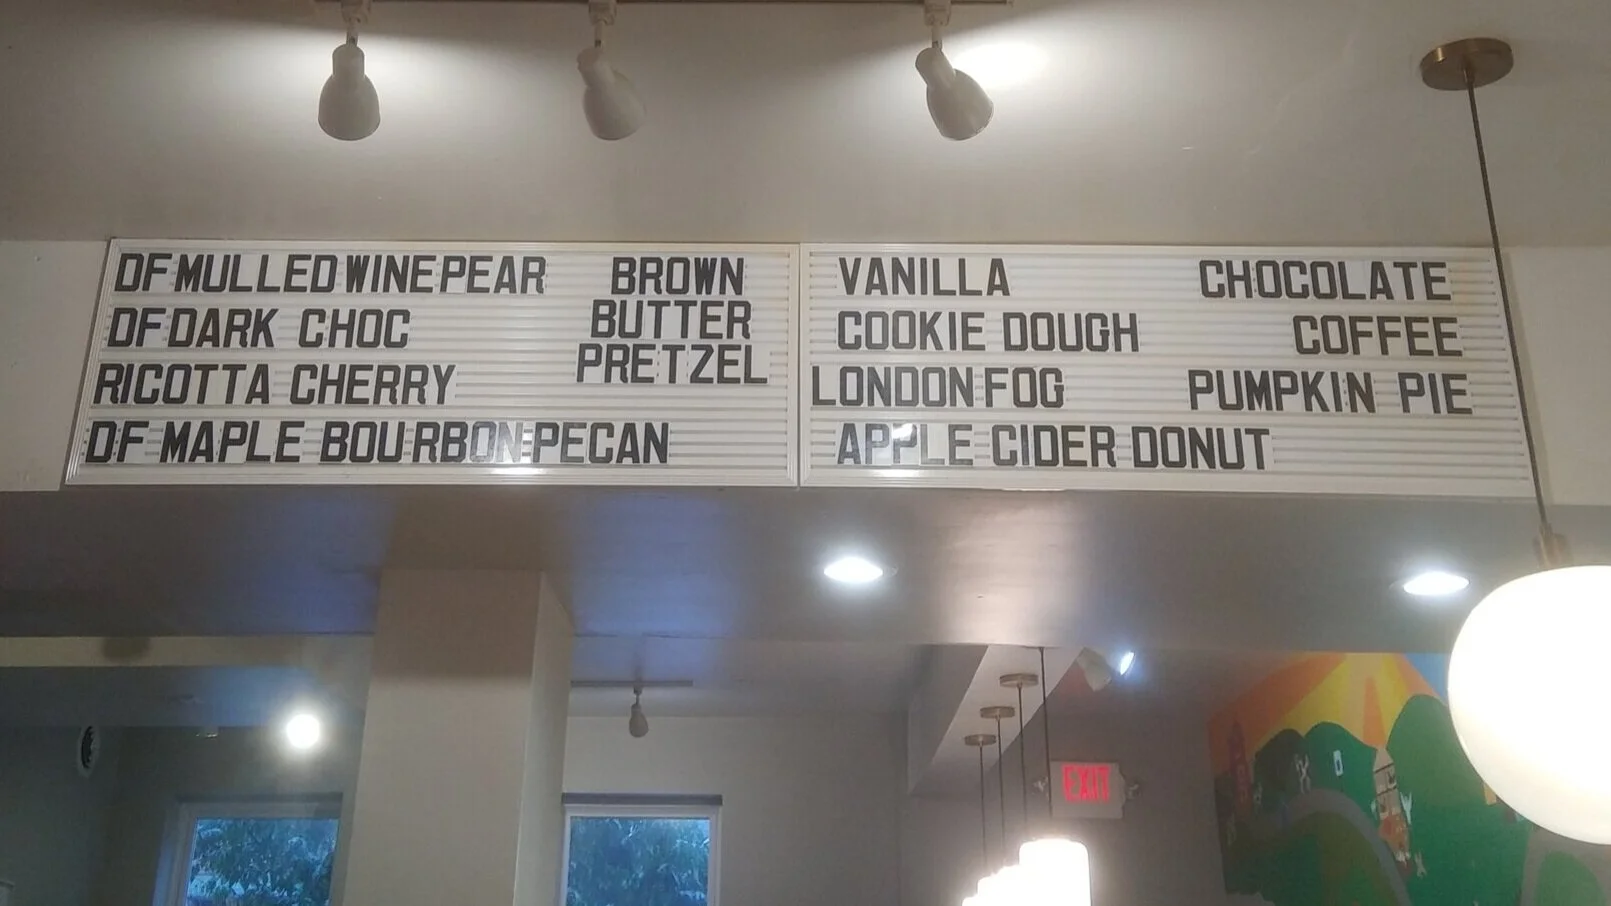 DF MULLED WINE PEAR
DF DARK CHOC
RICOTTA CHERRY
DF MAPLE BOURBON PECAN
BROWN
BUTTER
PRETZEL
VANILLA
COOKIE DOUGH
LONDON FOG
APPLE CIDER DONUT
CHOCOLATE
COFFEE
PUMPKIN PIE
EXIT